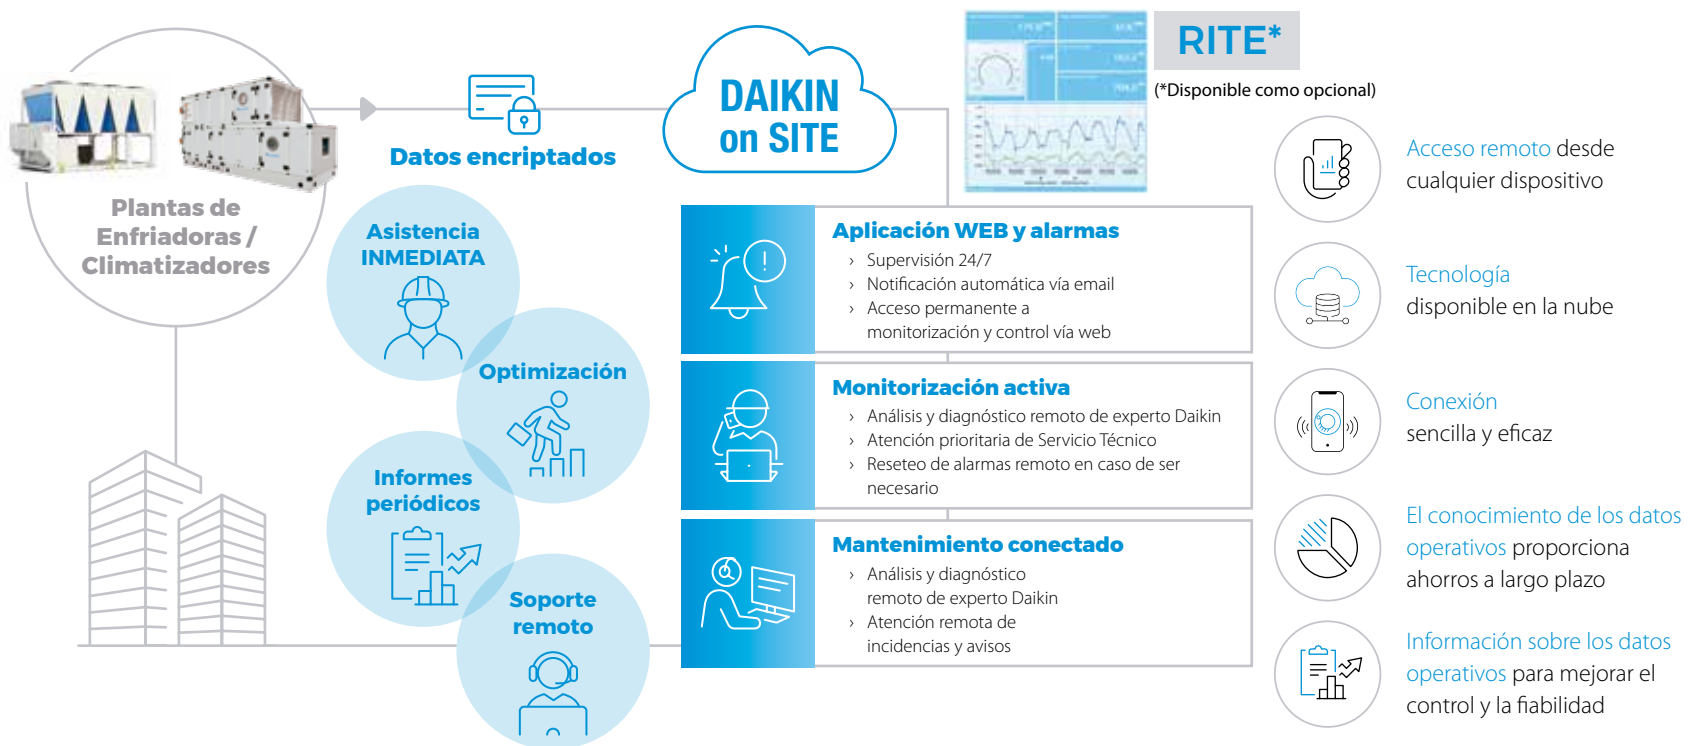 Plantas de
Enfriadoras /
Climatizadores
Datos encriptados
DAIKIN
on SITE
RITE*
(*Disponible como opcional)
Asistencia
INMEDIATA
Optimización
Informes
periódicos
Soporte
remoto
Aplicación WEB y alarmas
› Supervisión 24/7
› Notificación automática vía email
› Acceso permanente a
monitorización y control vía web
Monitorización activa
› Análisis y diagnóstico remoto de experto Daikin
› Atención prioritaria de Servicio Técnico
› Reseteo de alarmas remoto en caso de ser
necesario
Mantenimiento conectado
› Análisis y diagnóstico
remoto de experto Daikin
› Atención remota de
incidencias y avisos
Acceso remoto desde
cualquier dispositivo
Tecnología
disponible en la nube
Conexión
sencilla y eficaz
El conocimiento de los datos
operativos proporciona
ahorros a largo plazo
Información sobre los datos
operativos para mejorar el
control y la fiabilidad